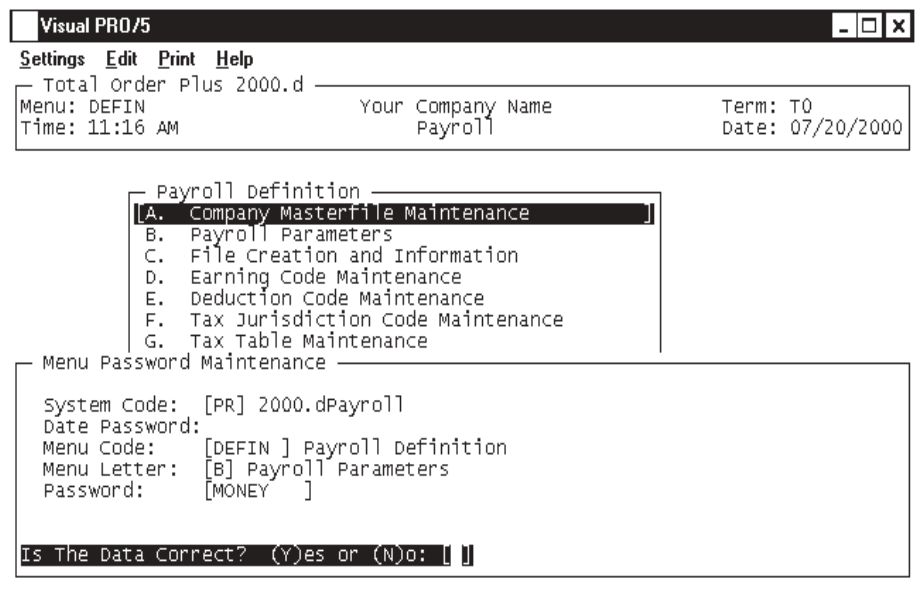 Visual PRO/5
Settings Edit Print Help
Total Order Plus 2000.d
Menu: DEFIN Your Company Name Term: T0
Time: 11:16 AM Payroll Date: 07/20/2000
Payroll Definition
[A. Company Masterfile Maintenance ]
B. Payroll Parameters
C. File Creation and Information
D. Earning Code Maintenance
E. Deduction Code Maintenance
F. Tax Jurisdiction Code Maintenance
G. Tax Table Maintenance
Menu Password Maintenance
System Code: [PR] 2000.dPayroll
Date Password:
Menu Code: [DEFIN ] Payroll Definition
Menu Letter: [B] Payroll Parameters
Password: [MONEY ]
Is The Data Correct? (Y)es or (N)o: [ ]